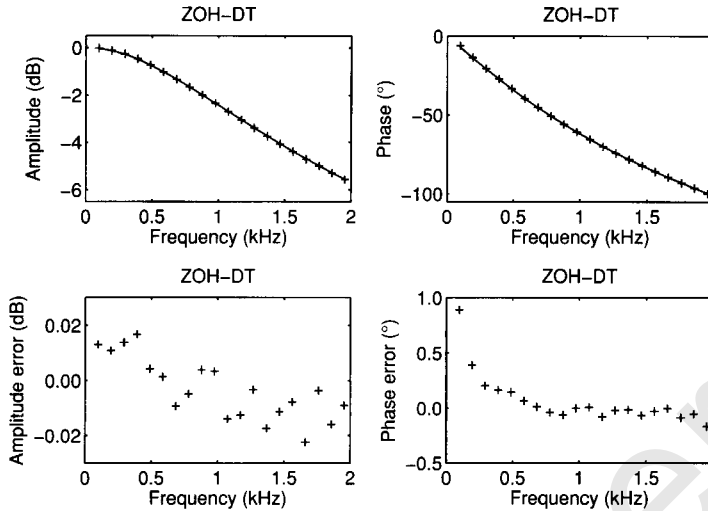 ZOH-DT
Amplitude (dB)
0
-2
-4
-6
0 0.5 1 1.5 2
Frequency (kHz)
ZOH-DT
Phase (°)
0
-50
-100
0 0.5 1 1.5
Frequency (kHz)
ZOH-DT
Amplitude error (dB)
0.02
0.00
-0.02
0 0.5 1 1.5 2
Frequency (kHz)
ZOH-DT
Phase error (°)
1.0
0.5
0.0
-0.5
0 0.5 1 1.5
Frequency (kHz)